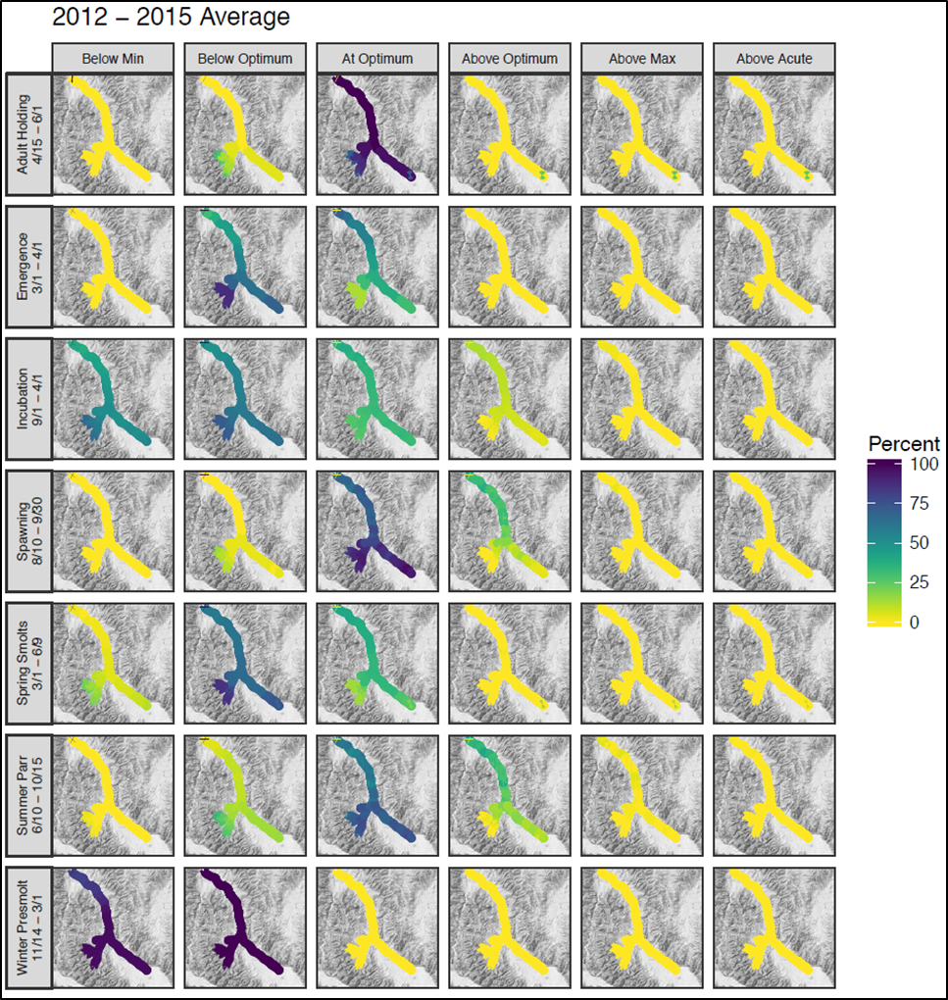 2012 – 2015 Average
Below Min
Below Optimum
At Optimum
Above Optimum
Above Max
Above Acute
Adult Holding
4/15 – 6/1
Emergence
3/1 – 4/1
Incubation
9/1 – 4/1
Spawning
8/10 – 9/30
Spring Smolts
3/1 – 6/9
Summer Parr
6/10 – 10/15
Winter Presmolt
11/14 – 3/1
Percent
100
75
50
25
0